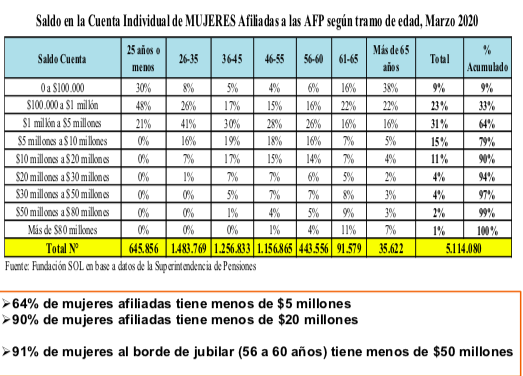 Saldo en la Cuenta Individual de MUJERES Afiliadas a las AFP según tramo de edad, Marzo 2020
Saldo Cuenta 25 años o menos 26-35 36-45 46-55 56-60 61-65 Más de 65 años Total % Acumulado
0 a $100.000 30% 8% 5% 4% 6% 16% 38% 9% 9%
$100.000 a $1 millón 48% 26% 17% 15% 16% 22% 22% 23% 33%
$1 millón a $5 millones 21% 41% 30% 28% 26% 16% 16% 31% 64%
$5 millones a $10 millones 0% 16% 19% 18% 16% 7% 5% 15% 79%
$10 millones a $20 millones 0% 7% 17% 15% 14% 7% 4% 11% 90%
$20 millones a $30 millones 0% 1% 7% 7% 6% 5% 2% 4% 94%
$30 millones a $50 millones 0% 0% 5% 7% 7% 8% 3% 4% 97%
$50 millones a $80 millones 0% 0% 1% 4% 5% 9% 3% 2% 99%
Más de $80 millones 0% 0% 0% 1% 4% 11% 7% 1% 100%
Total Nº 645.856 1.483.769 1.256.833 1.156.865 443.556 91.579 35.622 5.114.080
Fuente: Fundación SOL en base a datos de la Superintendencia de Pensiones
➢64% de mujeres afiliadas tiene menos de $5 millones
➢90% de mujeres afiliadas tiene menos de $20 millones
➢91% de mujeres al borde de jubilar (56 a 60 años) tiene menos de $50 millones